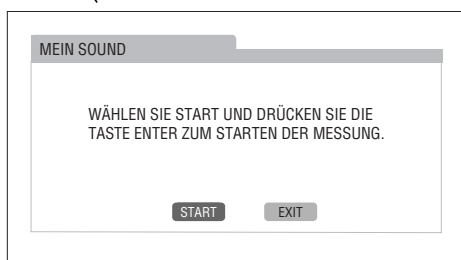 MEIN SOUND
WÄHLEN SIE START UND DRÜCKEN SIE DIE
TASTE ENTER ZUM STARTEN DER MESSUNG.
START EXIT